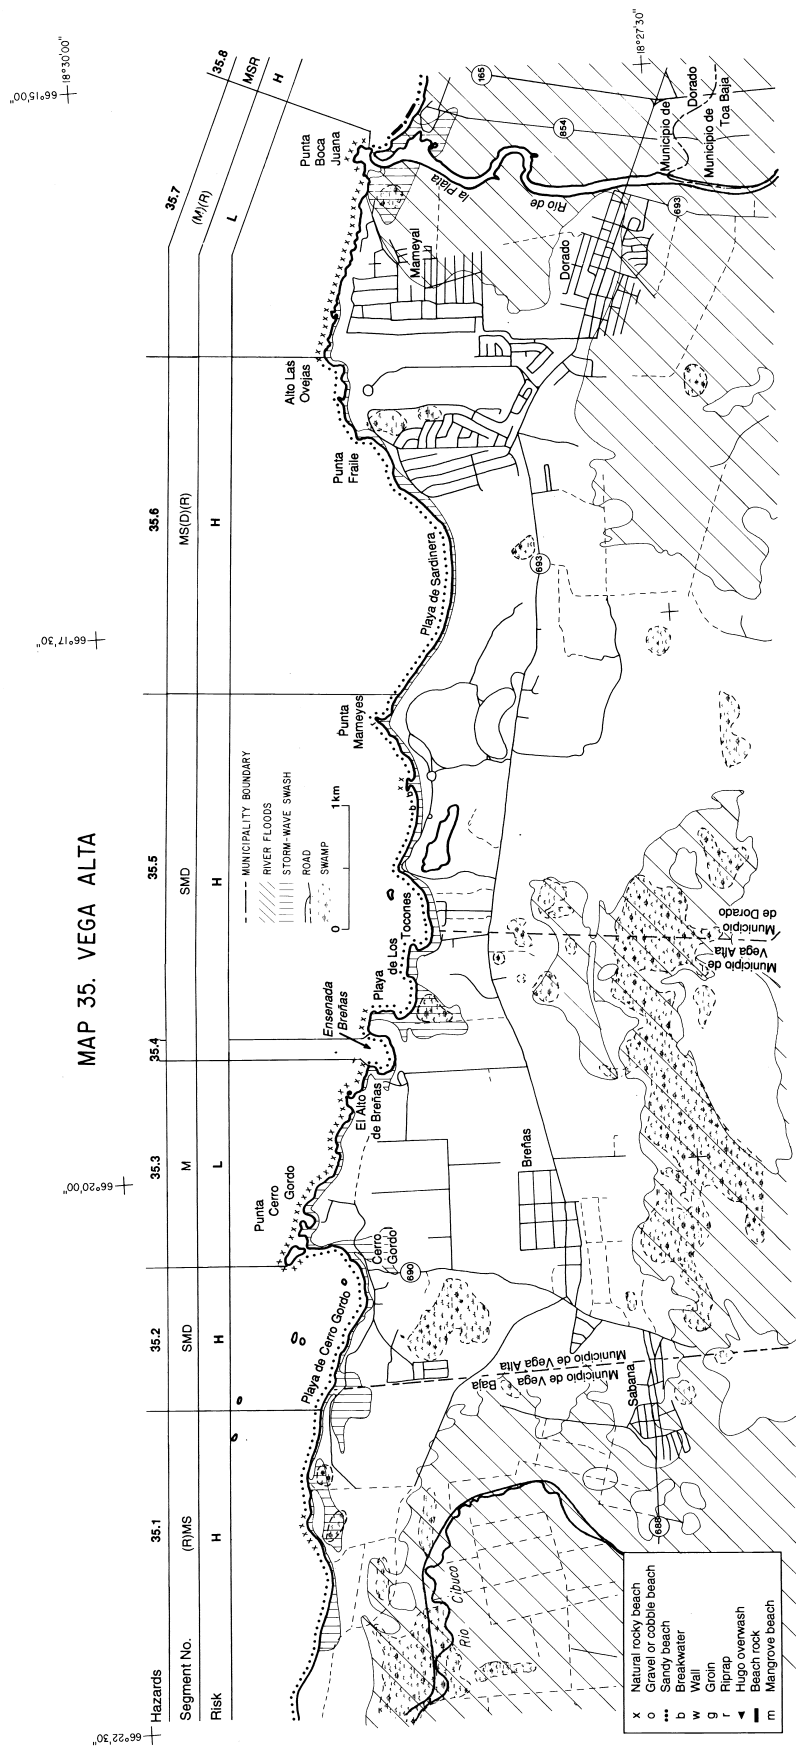 MAP 35. VEGA ALTA
Hazards
35.1
35.2
35.3
35.4
35.5
35.6
35.7
35.8
Segment No.
(R)MS
SMD
M
SMD
MS(D)(R)
(M)(R)
MSR
Risk
H
H
L
H
H
L
H
66°22'30"
66°20'00"
66°17'30"
66°15'00"
18°30'00"
18°27'30"
MUNICIPALITY BOUNDARY
RIVER FLOODS
STORM-WAVE SWASH
ROAD
SWAMP
0
1km
Playa de Cerro Gordo
Punta
Cerro
Gordo
Cerro
Gordo
690
El Alto
de Breñas
Ensenada
Breñas
Playa
de Los
Tocones
Punta
Mameyes
Playa de Sardinera
Punta
Fraile
Alto Las
Ovejas
Punta
Boca
Juana
Mameyal
Río de
la Plata
165
854
Dorado
693
693
Municipio de
Dorado
Municipio de
Toa Baja
Breñas
Municipio de
Vega Alta
Municipio
de Dorado
Municipio de Vega Alta
Municipio de Vega
Baja
Sabana
688
Rio Cibuco
x Natural rocky beach
o Gravel or cobble beach
Sandy beach
b Breakwater
w Wall
g Groin
r Riprap
Hugo overwash
Beach rock
m Mangrove beach